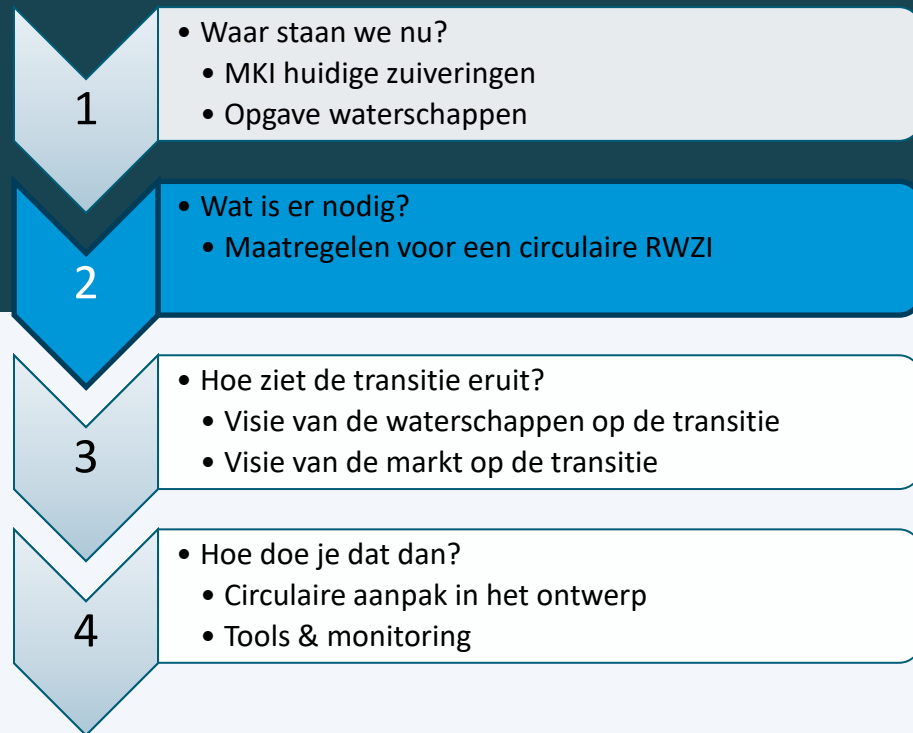 1
• Waar staan we nu?
• MKI huidige zuiveringen
• Opgave waterschappen
2
• Wat is er nodig?
• Maatregelen voor een circulaire RWZI
3
• Hoe ziet de transitie eruit?
• Visie van de waterschappen op de transitie
• Visie van de markt op de transitie
4
• Hoe doe je dat dan?
• Circulaire aanpak in het ontwerp
• Tools & monitoring